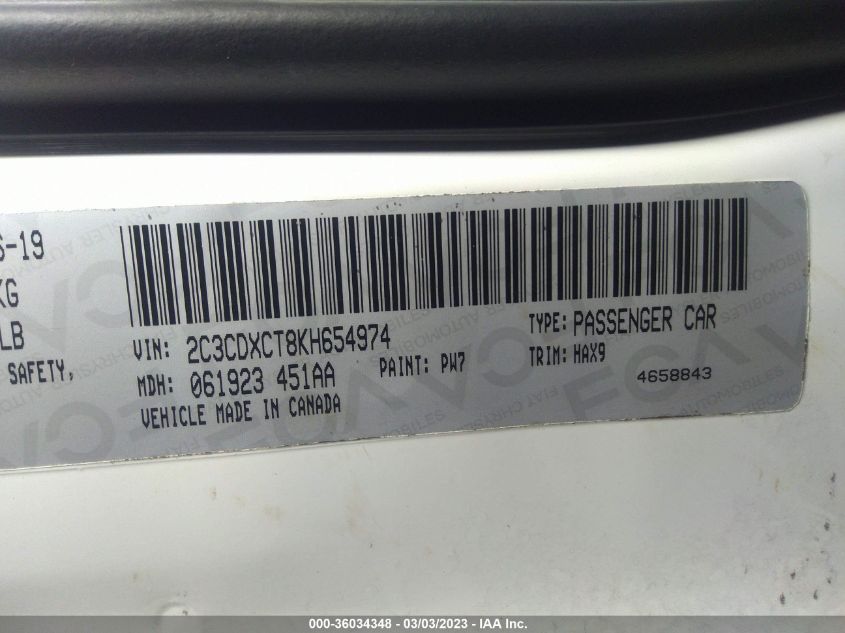 6-19
KG
LB
SAFETY,
VIN: 2C3CDXCT8KH654974
TYPE: PASSENGER CAR
MDH: 061923 451AA
PAINT: PW7
TRIM: HAX9
VEHICLE MADE IN CANADA
4658843
000-36034348 - 03/03/2023 - IAA Inc.